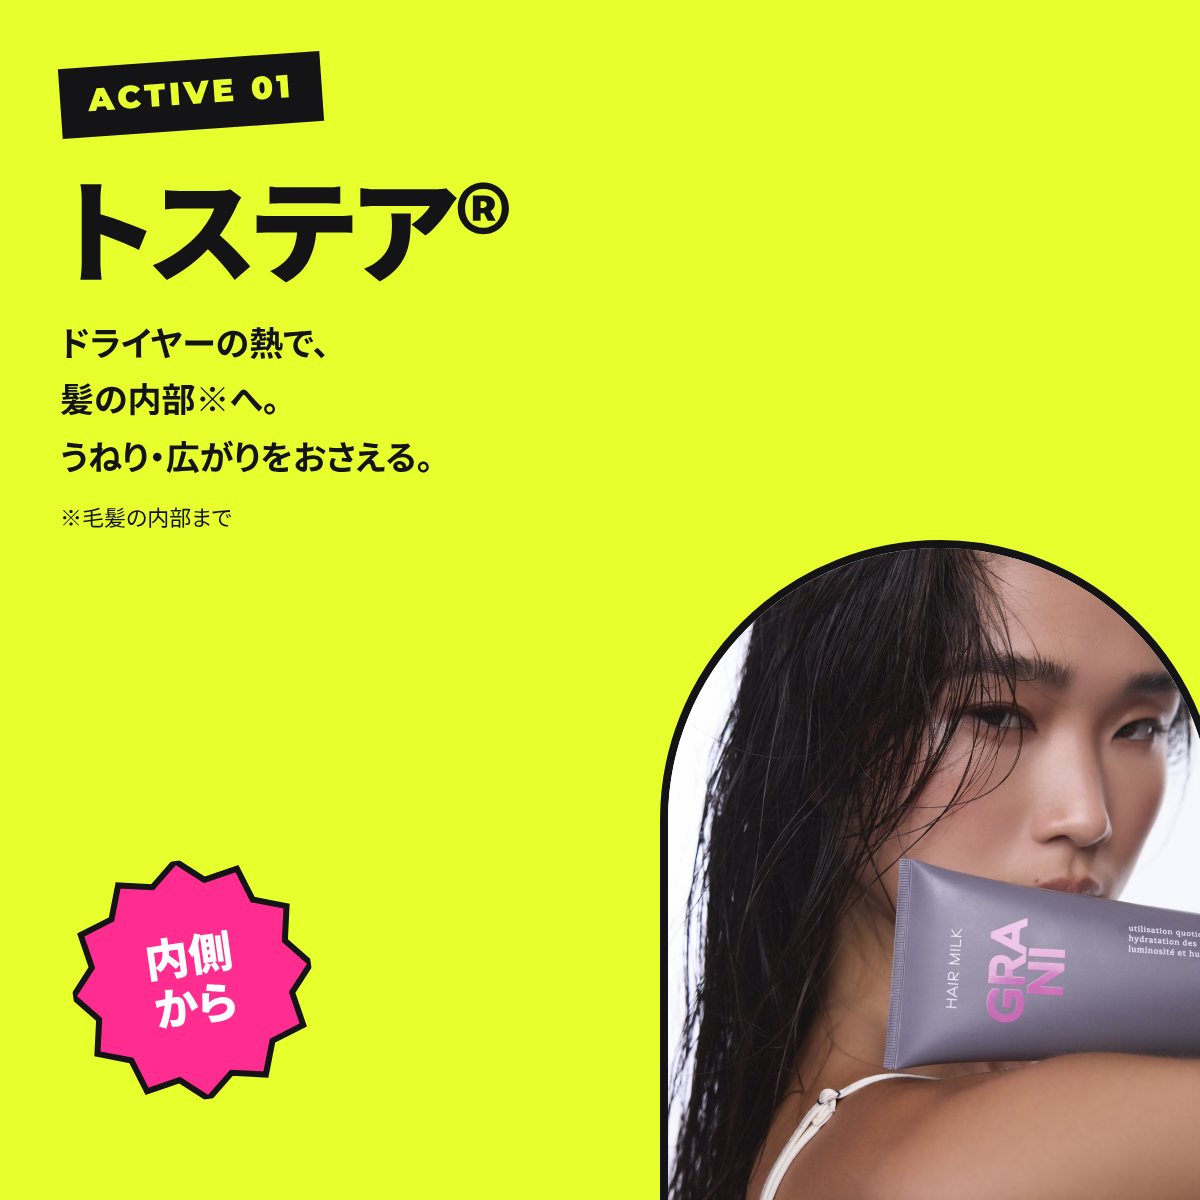 ACTIVE 01
トステア®
ドライヤーの熱で、
髪の内部※へ。
うねり・広がりをおさえる。
※毛髪の内部まで
内側
から
HAIR MILK
GRA
NI
utilisation
hydratation des
luminosité et